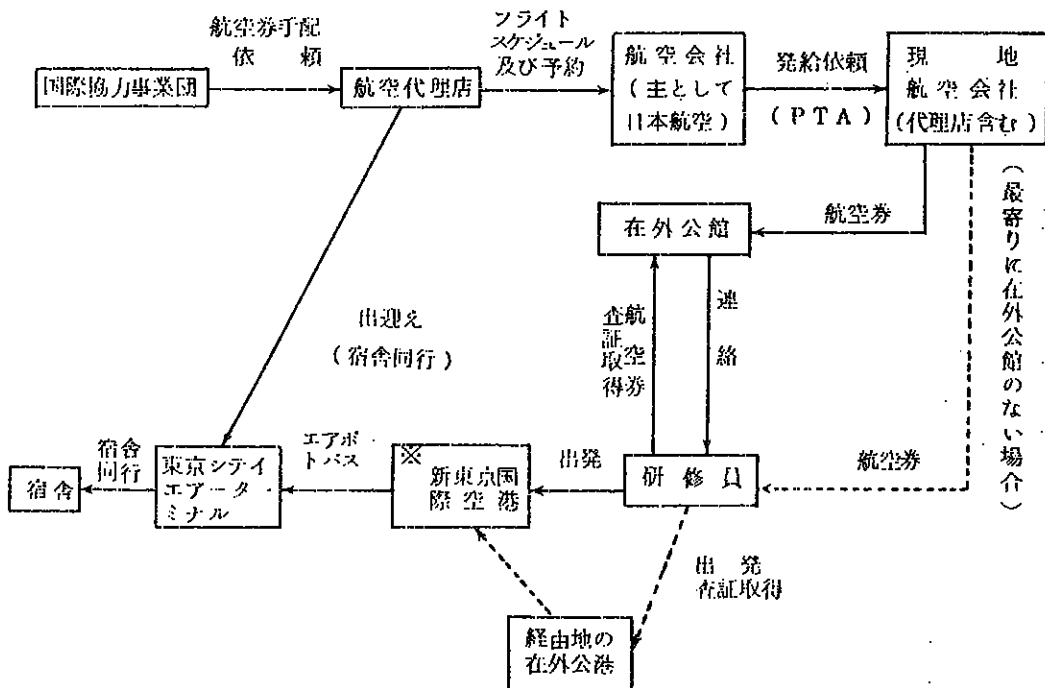 航空券手配
依頼
国際協力事業団
航空代理店
フライト
スケジュール
及び予約
航空会社
(主として
日本航空)
発給依頼
(PTA)
現地
航空会社
(代理店含む)
(最寄りに在外公館のない場合)
航空券
在外公館
航空券
査証取得
連絡
出迎え
(宿舎同行)
宿舎
宿舎
同行
東京シテイ
エアーター
ミナル
エアポー
トバス
※
新東京国
際空港
出発
研修員
航空券
出発
査証取得
経由地の
在外公港